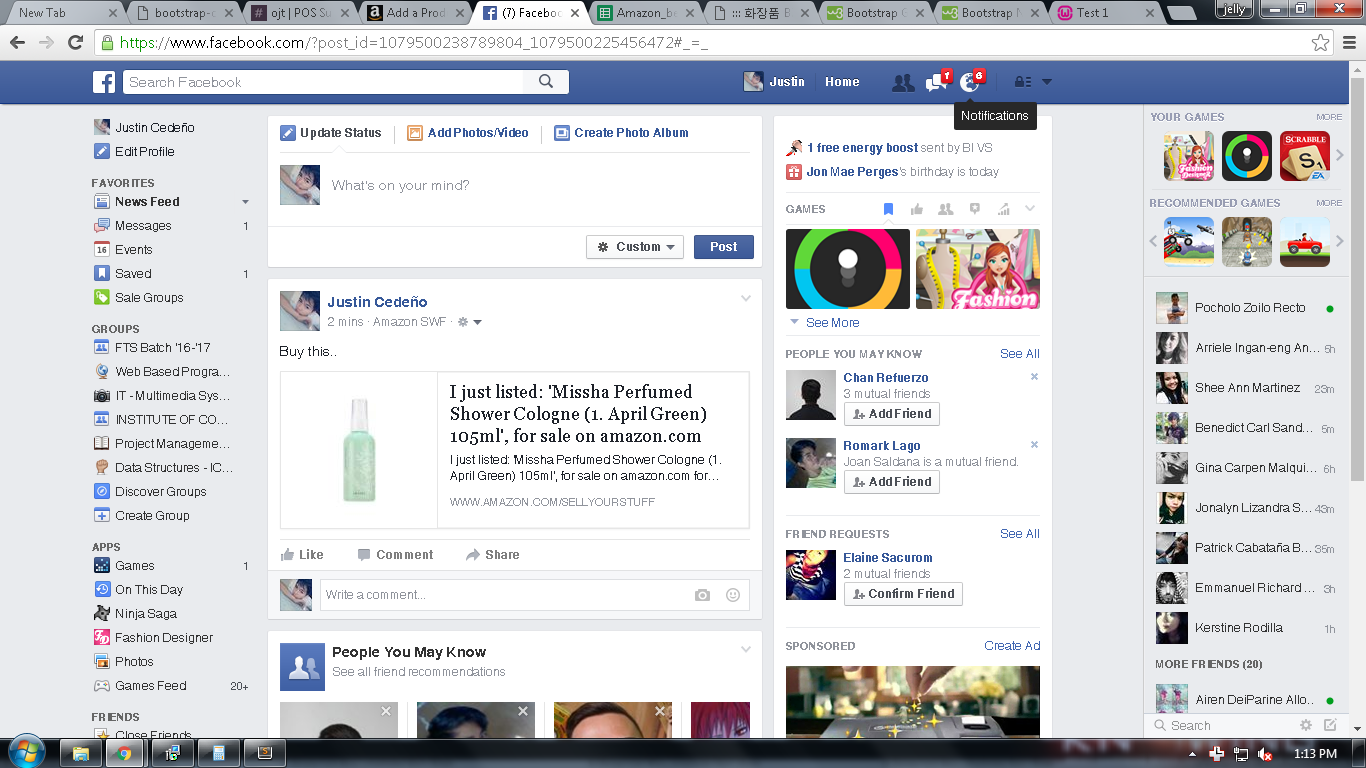 New Tab
bootstrap-
ojt | POS Su
Add a Prod
(7) Faceboo
Amazon_be
::: 화장품 B
Bootstrap
Bootstrap
Test 1
jelly
https://www.facebook.com/?post_id=1079500238789804_1079500225456472#_=_
Search Facebook
Justin
Home
1
6
Notifications
Justin Cedeño
Edit Profile
FAVORITES
News Feed
Messages 1
Events
16
Saved 1
Sale Groups
GROUPS
FTS Batch '16-'17
Web Based Progra...
IT - Multimedia Sys...
INSTITUTE OF CO...
Project Manageme...
Data Structures - IC...
Discover Groups
Create Group
APPS
Games 1
On This Day
Ninja Saga
Fashion Designer
Photos
Games Feed 20+
FRIENDS
Close Friends
Update Status
Add Photos/Video
Create Photo Album
What's on your mind?
Custom
Post
Justin Cedeño
2 mins · Amazon SWF ·
Buy this..
I just listed: 'Missha Perfumed
Shower Cologne (1. April Green)
105ml', for sale on amazon.com
I just listed: 'Missha Perfumed Shower Cologne (1.
April Green) 105ml', for sale on amazon.com for...
WWW.AMAZON.COM/SELLYOURSTUFF
Like
Comment
Share
Write a comment...
People You May Know
See all friend recommendations
1 free energy boost sent by BI VS
Jon Mae Perges's birthday is today
GAMES
Fashion
See More
PEOPLE YOU MAY KNOW
See All
Chan Refuerzo
3 mutual friends
Add Friend
Romark Lago
Joan Saldana is a mutual friend.
Add Friend
FRIEND REQUESTS
See All
Elaine Sacurom
2 mutual friends
Confirm Friend
SPONSORED
Create Ad
YOUR GAMES
MORE
Fashion
Designer
SCRABBLE
S
EA
RECOMMENDED GAMES
MORE
Pocholo Zoilo Recto
Arriele Ingan-eng An... 5h
Shee Ann Martinez 23m
Benedict Carl Sand... 5m
Gina Carpen Malqui... 6h
Jonalyn Lizandra S... 43m
Patrick Cabataña B... 35m
Emmanuel Richard ... 3h
Kerstine Rodilla 1h
MORE FRIENDS (20)
Airen DelParine Allo...
Search
1:13 PM